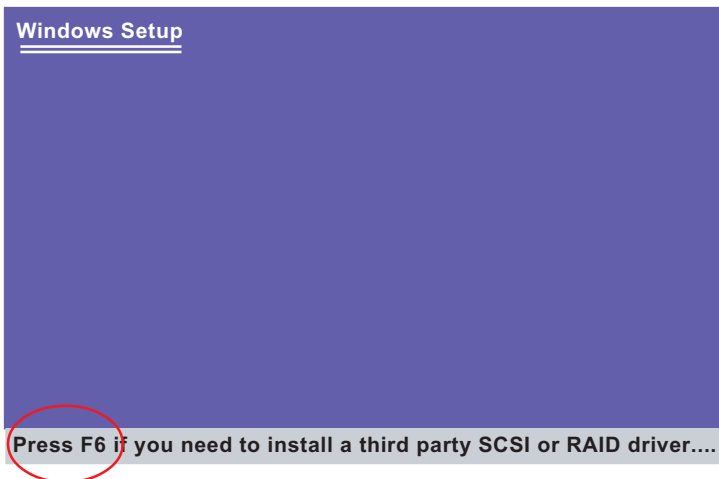 Windows Setup
Press F6 if you need to install a third party SCSI or RAID driver....